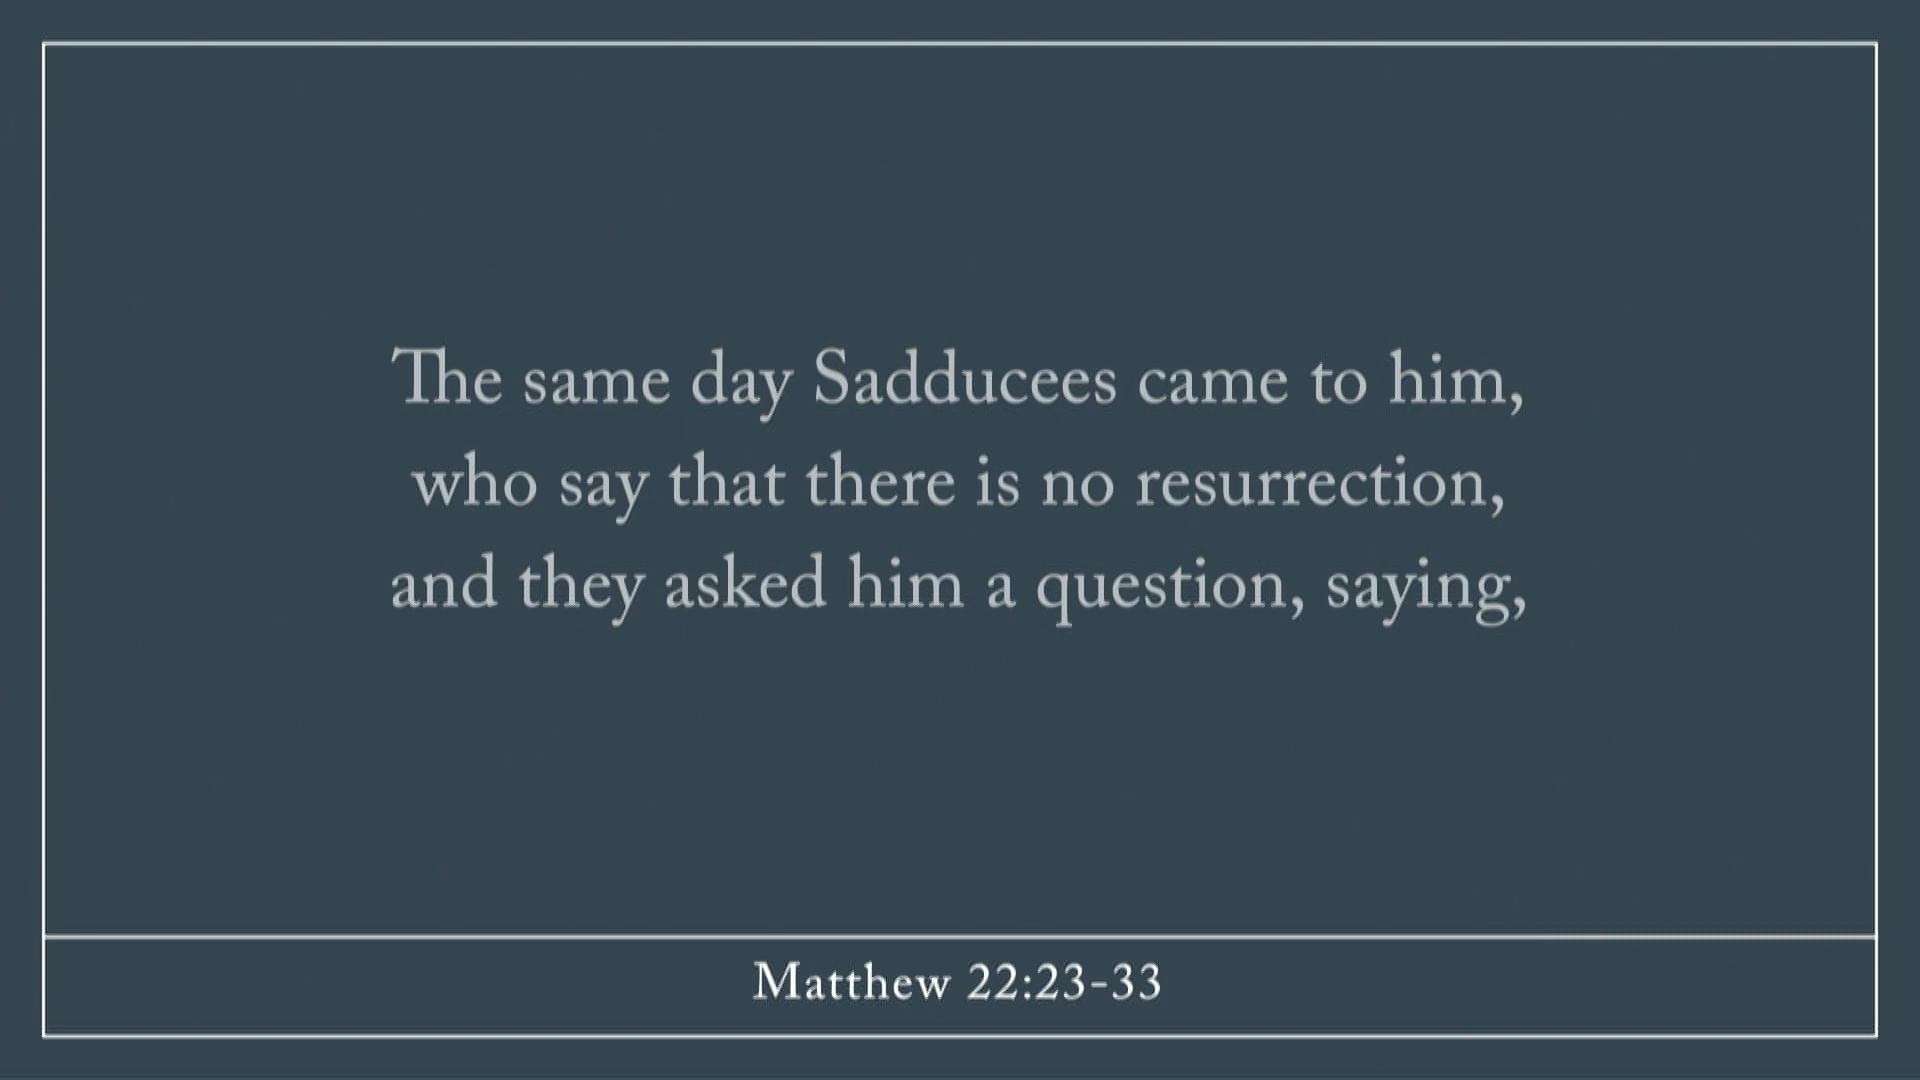 The same day Sadducees came to him,
who say that there is no resurrection,
and they asked him a question, saying,
Matthew 22:23-33